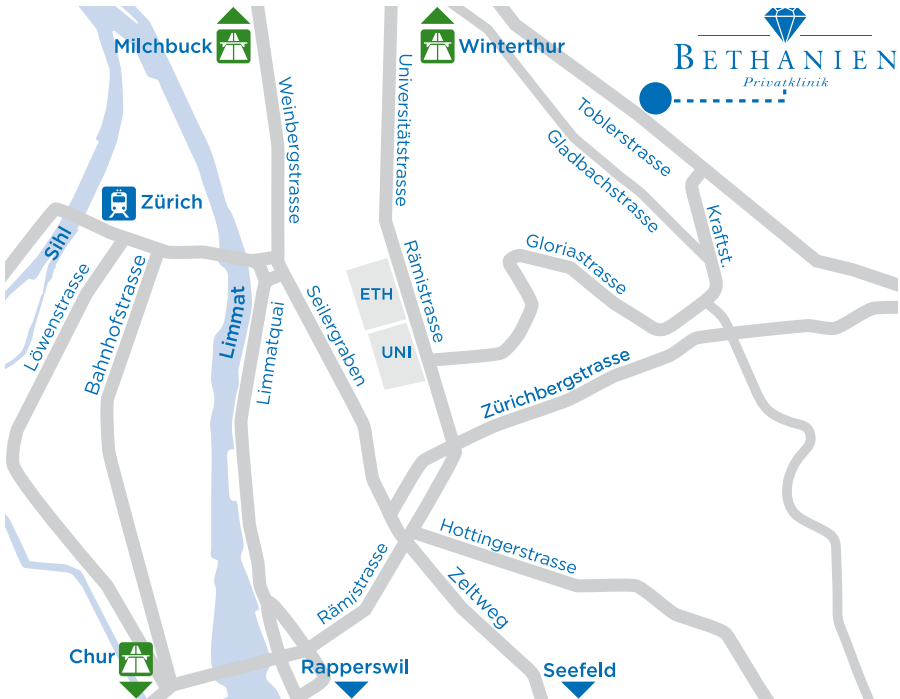 Milchbuck
Winterthur
BETHANIEN
Privatklinik
Weinbergstrasse
Universitätstrasse
Toblerstrasse
Gladbachstrasse
Zürich
Kraftst.
Sihl
Gloriastrasse
Rämistrasse
Löwenstrasse
Bahnhofstrasse
Limmat
Limmatquai
Seilergraben
ETH
UNI
Zürichbergstrasse
Hottingerstrasse
Rämistrasse
Zeltweg
Chur
Rapperswil
Seefeld